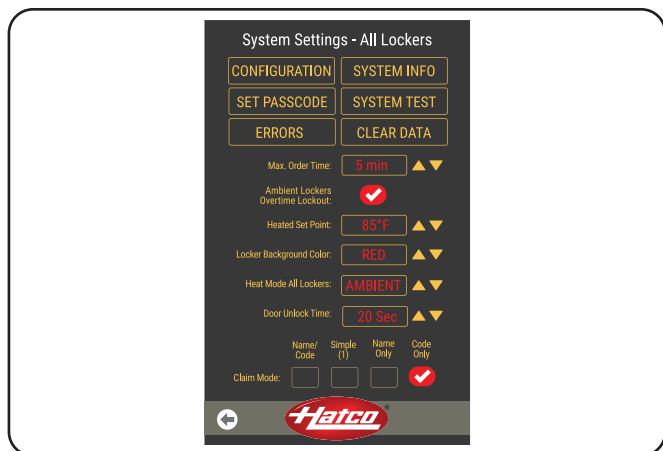 System Settings - All Lockers
CONFIGURATION SYSTEM INFO
SET PASSCODE SYSTEM TEST
ERRORS CLEAR DATA
Max. Order Time: 5 min
Ambient Lockers
Overtime Lockout:
Heated Set Point: 85°F
Locker Background Color: RED
Heat Mode All Lockers: AMBIENT
Door Unlock Time: 20 Sec
Name/ Simple Name Code
Code (1) Only Only
Claim Mode:
Hatco®